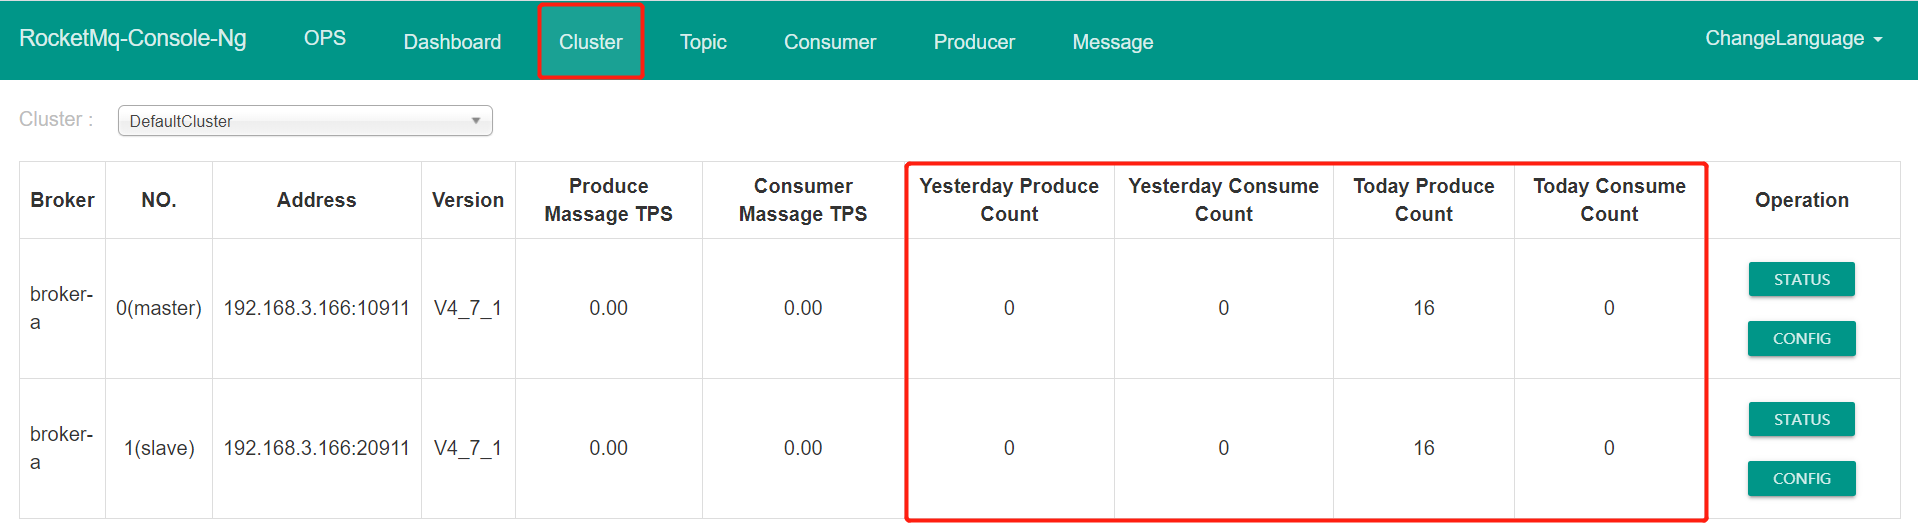 RocketMq-Console-Ng OPS Dashboard Cluster Topic Consumer Producer Message ChangeLanguage
Cluster : DefaultCluster
Broker NO. Address Version Produce Massage TPS Consumer Massage TPS Yesterday Produce Count Yesterday Consume Count Today Produce Count Today Consume Count Operation
broker-a 0(master) 192.168.3.166:10911 V4_7_1 0.00 0.00 0 0 16 0 STATUS
CONFIG
broker-a 1(slave) 192.168.3.166:20911 V4_7_1 0.00 0.00 0 0 16 0 STATUS
CONFIG